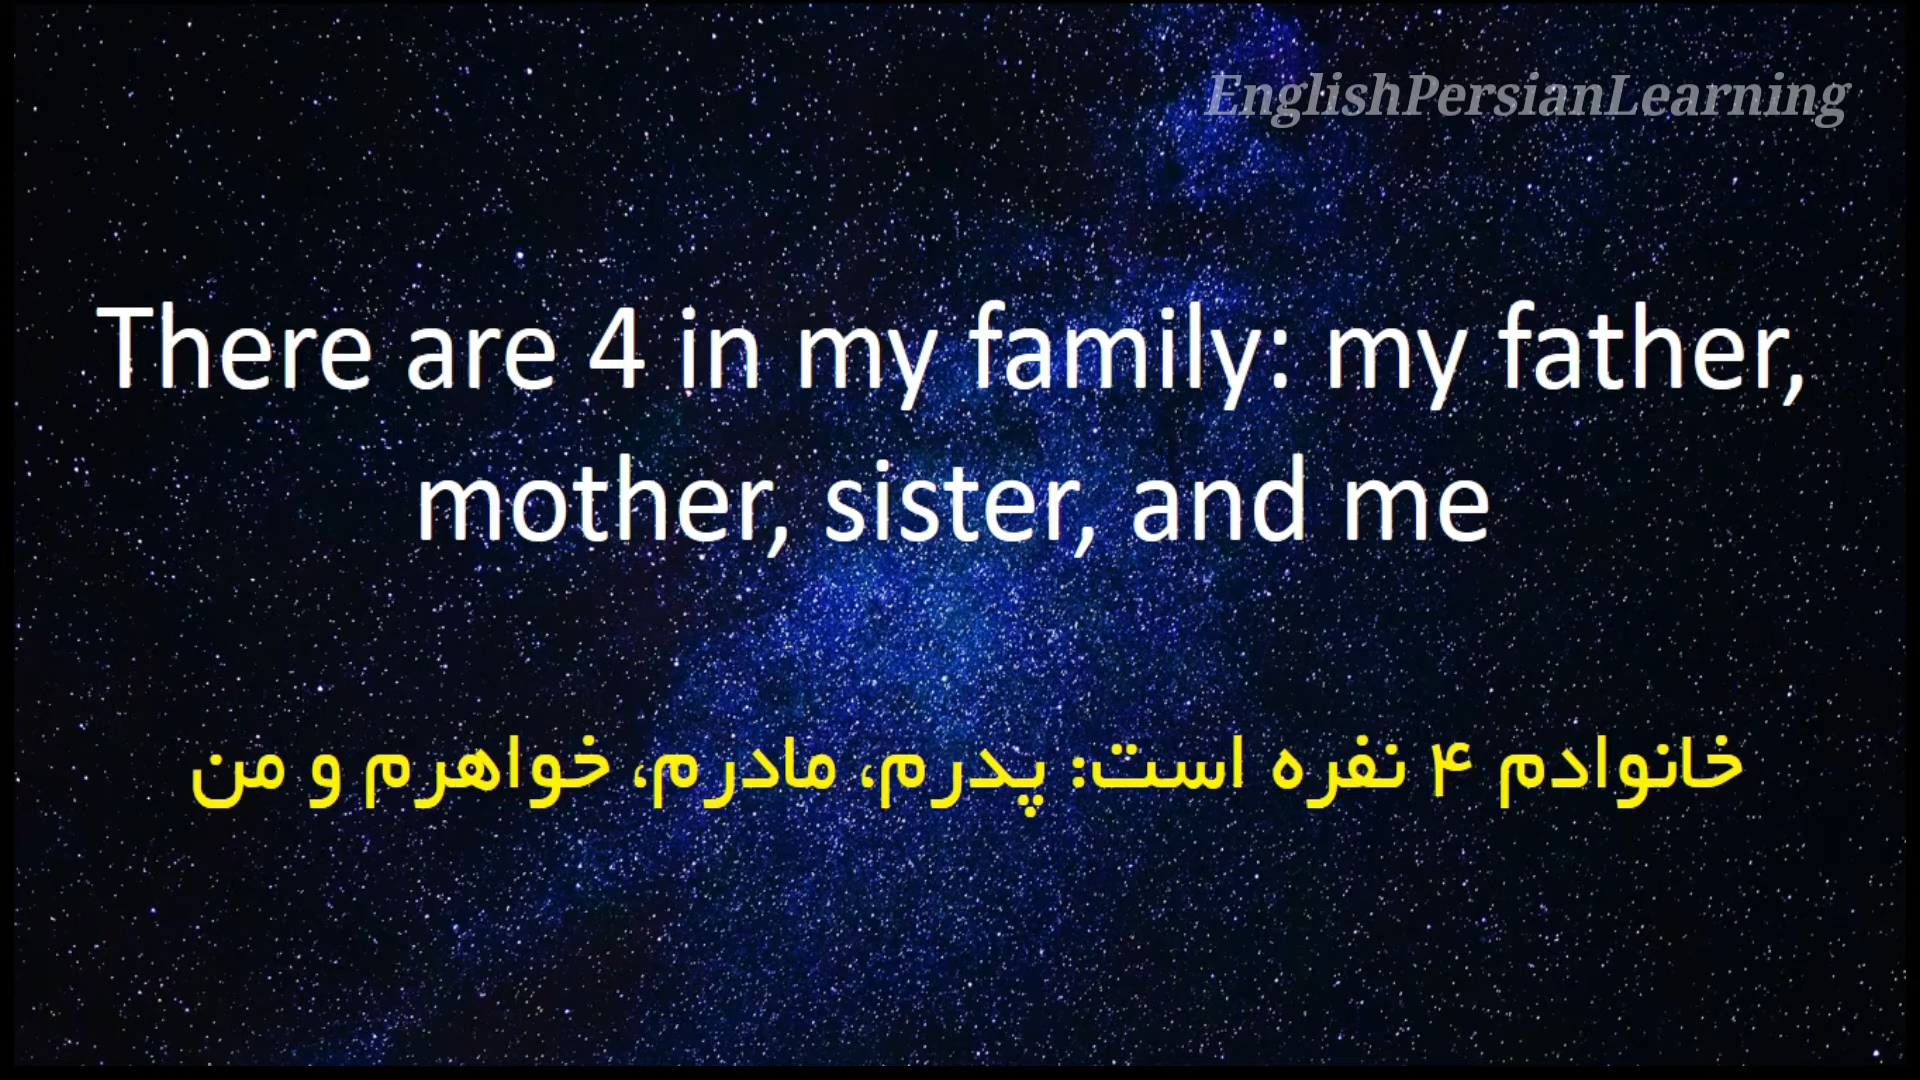 EnglishPersianLearning
There are 4 in my family: my father,
mother, sister, and me
خانوادم ۴ نفره است: پدرم، مادرم، خواهرم و من